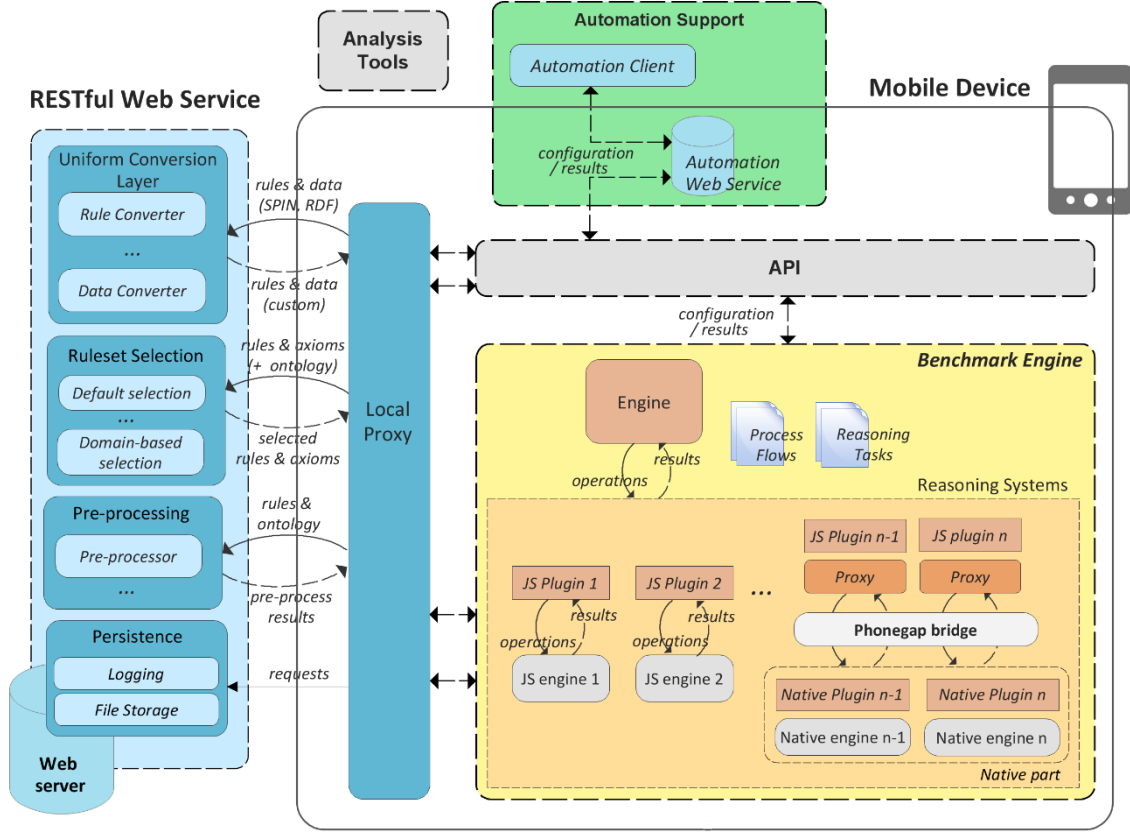 Automation Support
Analysis
Tools
Automation Client
RESTful Web Service
Mobile Device
configuration
/ results
Automation
Web Service
Uniform Conversion
Layer
Rule Converter
...
Data Converter
rules & data
(SPIN, RDF)
rules & data
(custom)
API
configuration
/ results
Ruleset Selection
Default selection
...
Domain-based
selection
rules & axioms
(+ ontology)
selected
rules & axioms
Local
Proxy
Benchmark Engine
Engine
Process
Flows
Reasoning
Tasks
results
operations
Reasoning Systems
Pre-processing
Pre-processor
...
rules &
ontology
pre-process
results
JS Plugin 1
results
operations
JS engine 1
JS Plugin 2
results
operations
JS engine 2
...
JS Plugin n-1
JS plugin n
Proxy
Proxy
Phonegap bridge
Native Plugin n-1
Native Plugin n
Native engine n-1
Native engine n
Native part
Persistence
Logging
File Storage
requests
Web
server